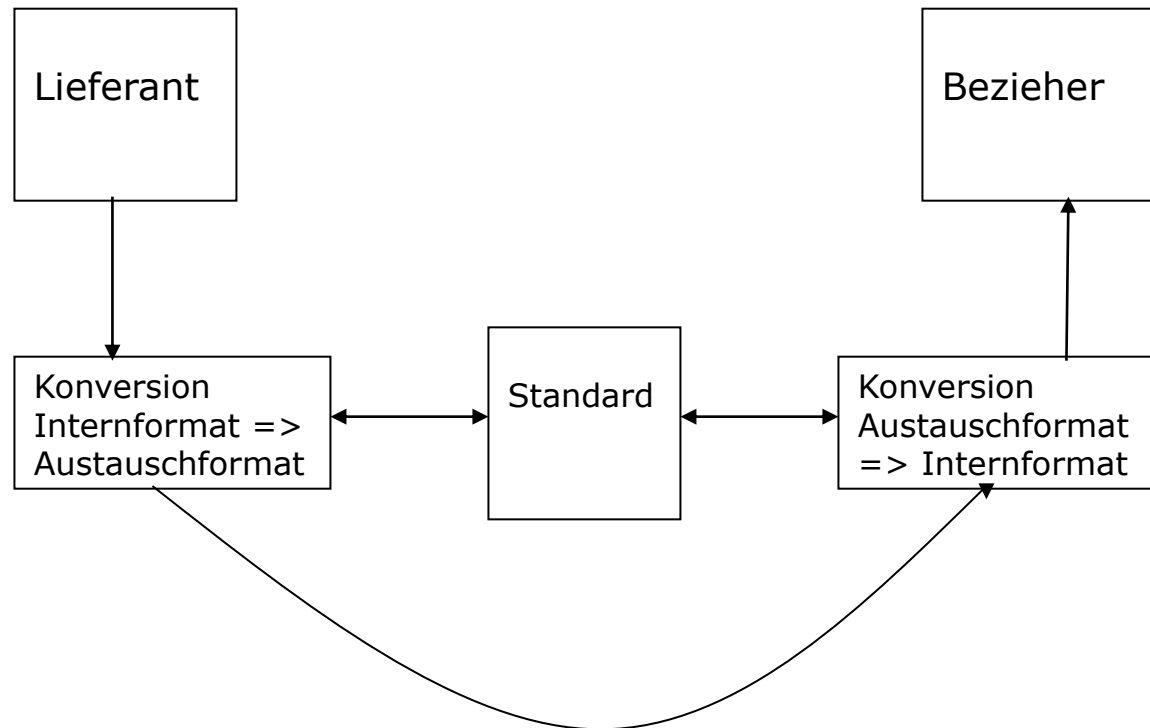 Lieferant
Bezieher
Konversion
Internformat =>
Austauschformat
Standard
Konversion
Austauschformat
=> Internformat